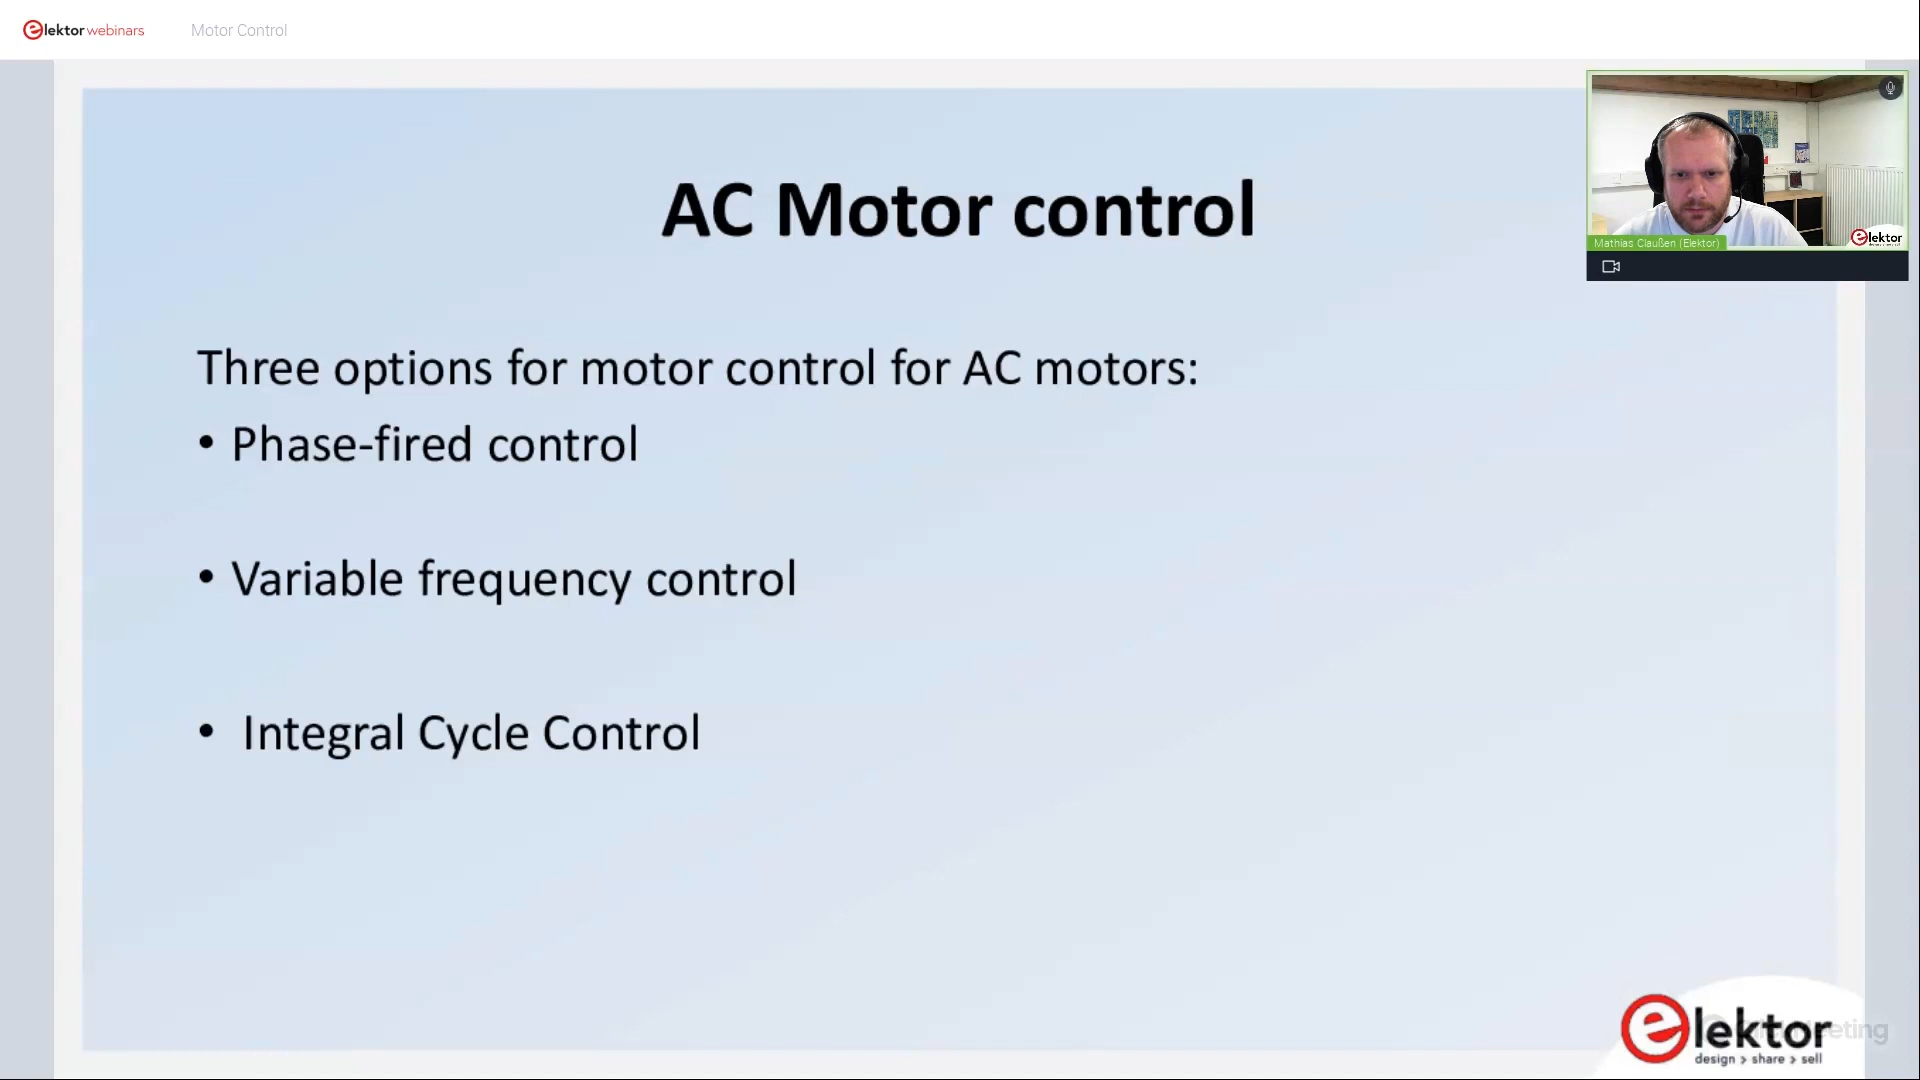 elektor webinars
Motor Control
AC Motor control
Three options for motor control for AC motors:
• Phase-fired control
• Variable frequency control
• Integral Cycle Control
Mathias Claußen (Elektor)
elektor
elektor
design > share > sell